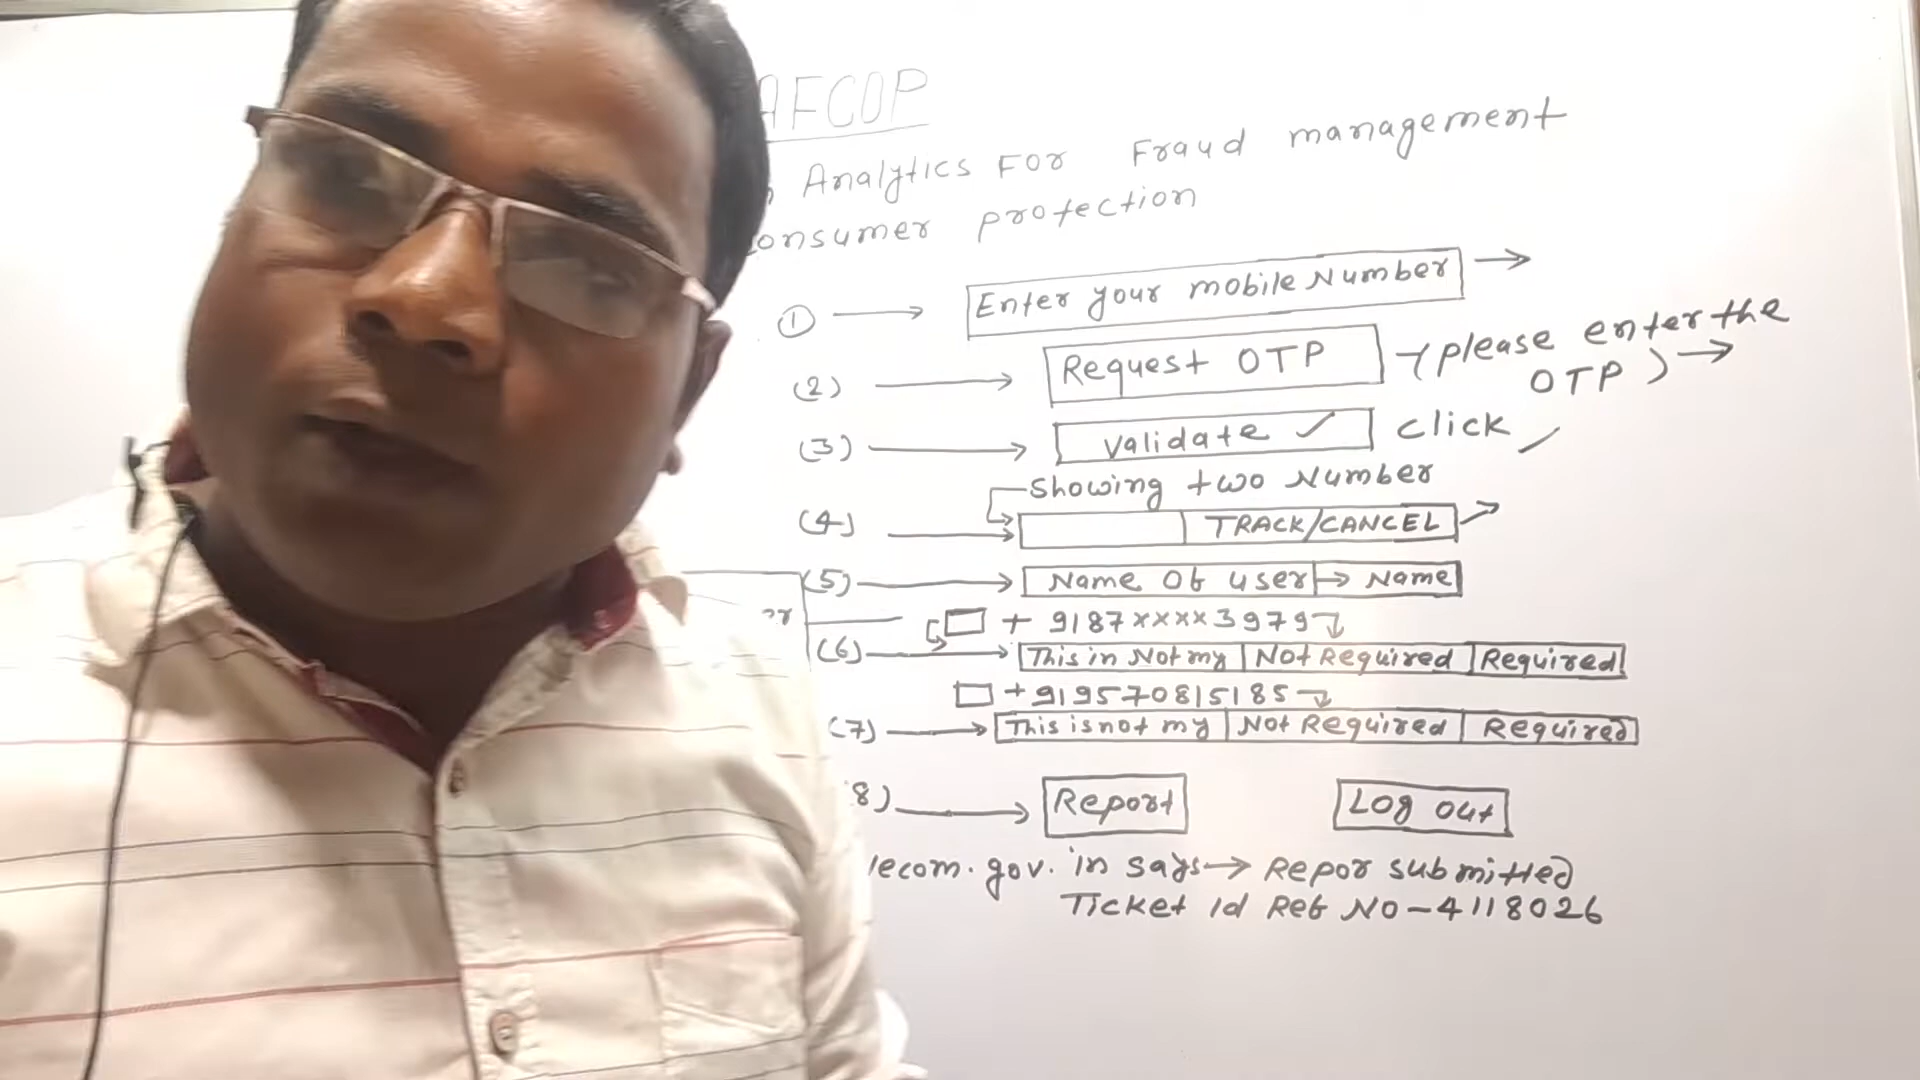 AFCOP
Analytics For Fraud management
onsumer protection
① → Enter your mobile Number →
(2) → Request OTP → (please enter the
OTP) →
(3) → validate ✓ click
Showing two Number
(4) → TRACK/CANCEL →
(5) → Name Of user → Name
+ 9187xxxx3979
(6) → This in Not my | Not Required | Required
+919570815185
(7) → This is not my | Not Required | Required
8) → Report Log out
lecom.gov.in says → Repor submitted
Ticket id Ref No-4118026